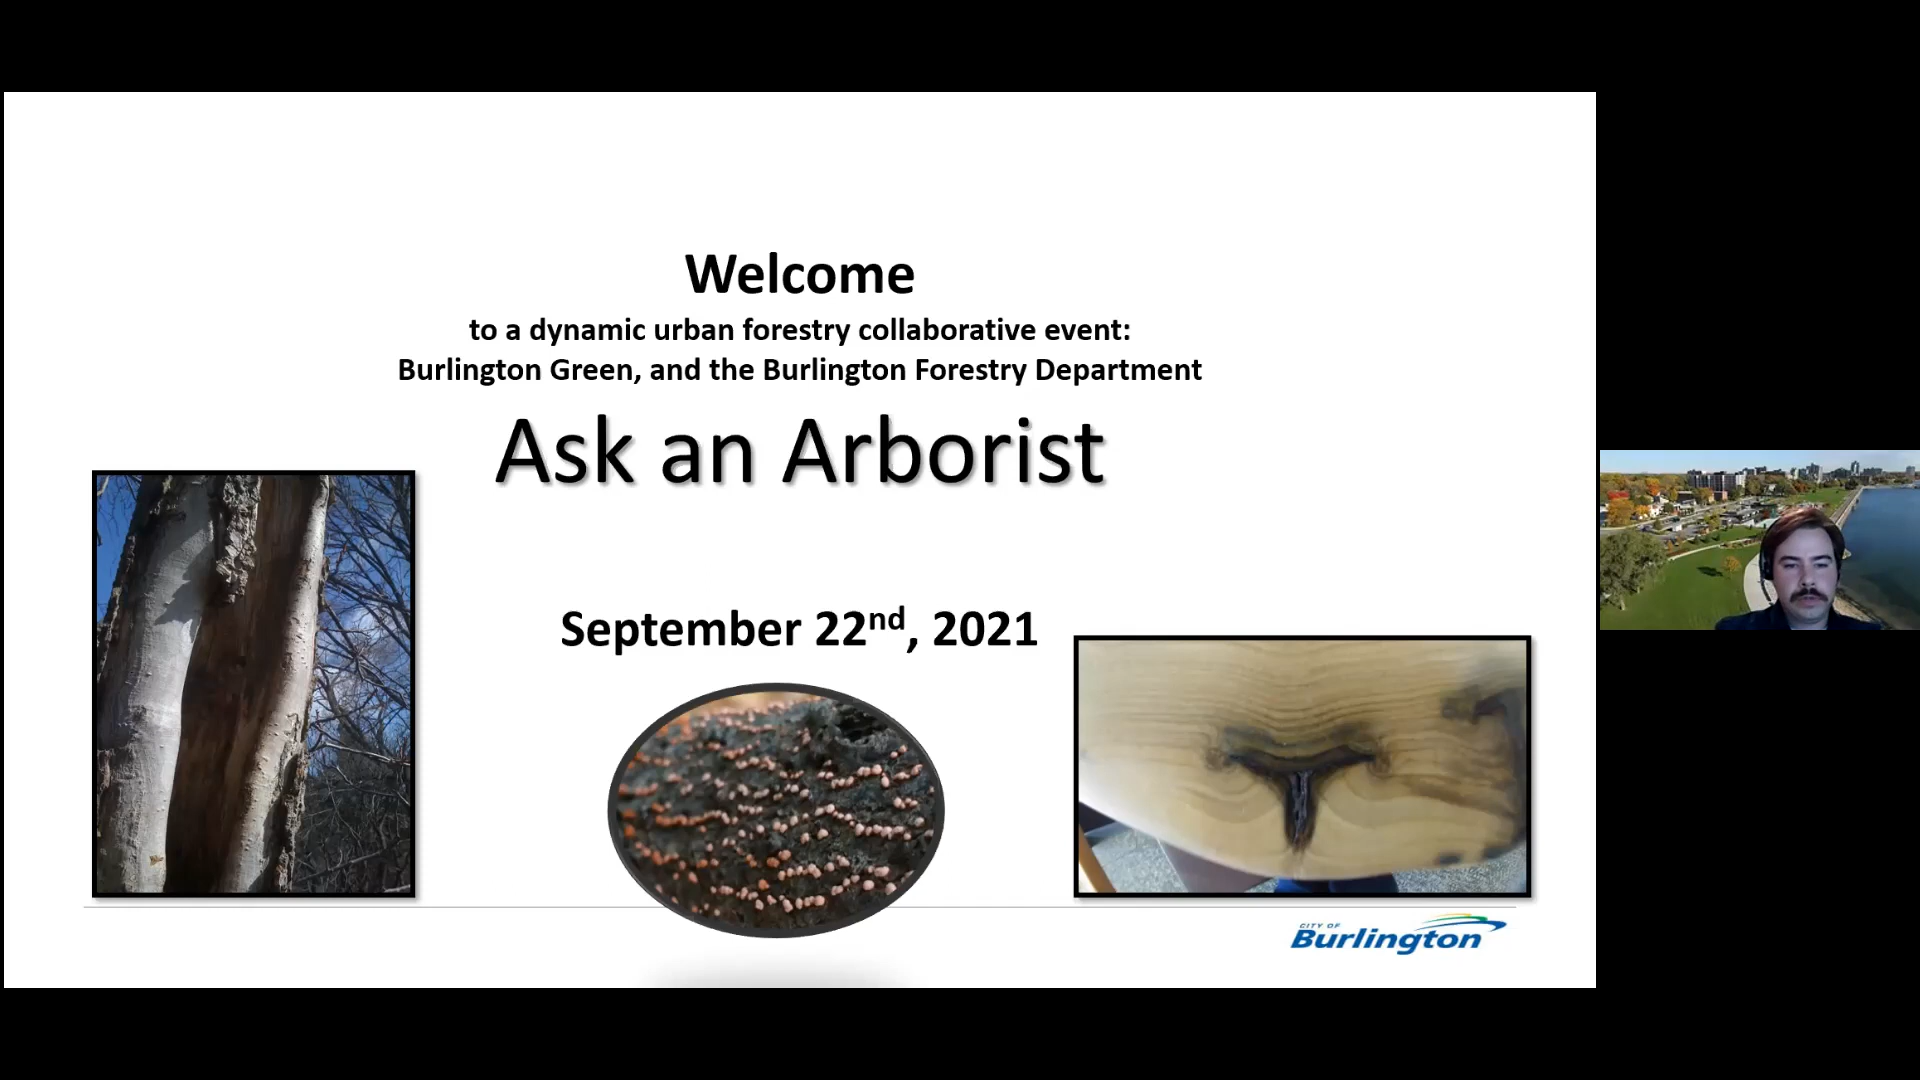 Welcome
to a dynamic urban forestry collaborative event:
Burlington Green, and the Burlington Forestry Department
Ask an Arborist
September 22nd, 2021
CITY OF
Burlington